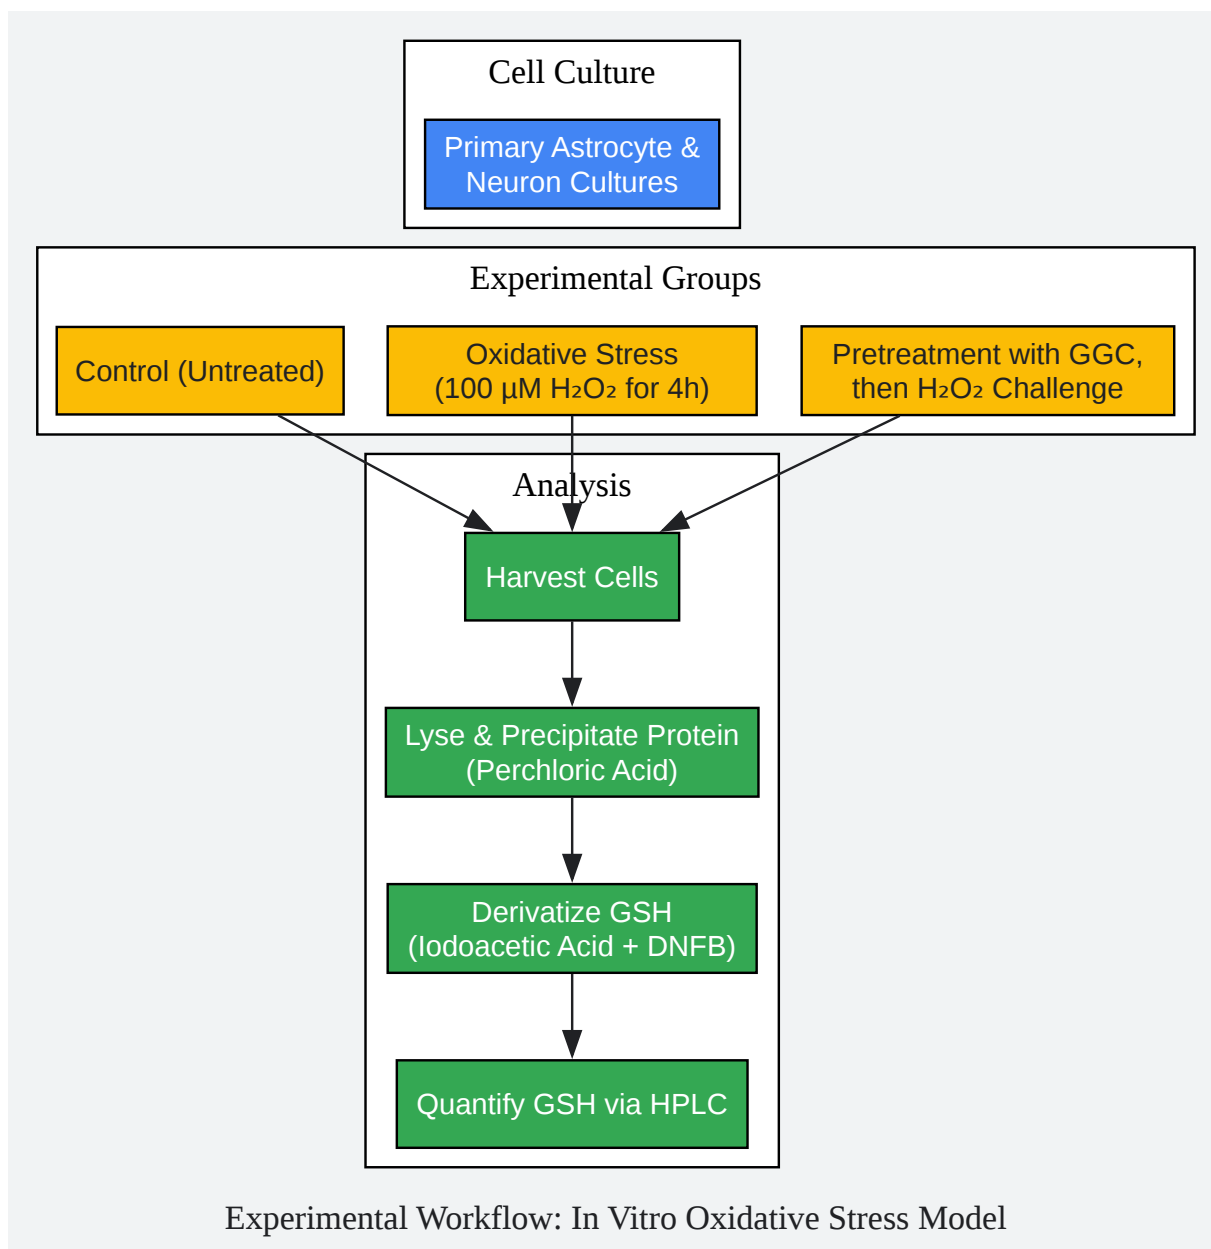 Cell Culture
Primary Astrocyte &
Neuron Cultures
Experimental Groups
Control (Untreated)
Oxidative Stress
(100 µM H₂O₂ for 4h)
Pretreatment with GGC,
then H₂O₂ Challenge
Analysis
Harvest Cells
Lyse & Precipitate Protein
(Perchloric Acid)
Derivatize GSH
(Iodoacetic Acid + DNFB)
Quantify GSH via HPLC
Experimental Workflow: In Vitro Oxidative Stress Model